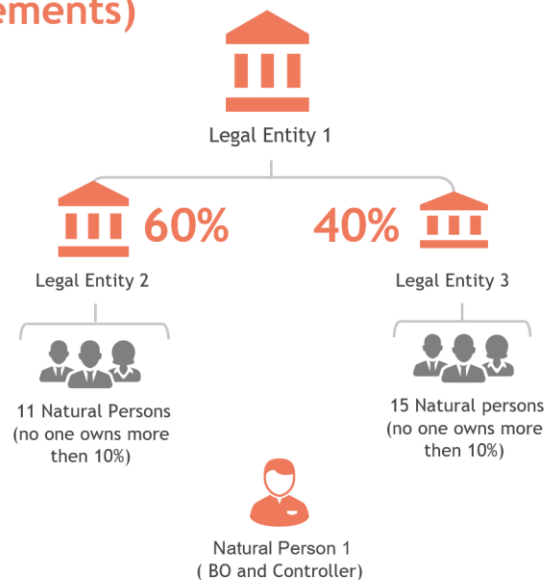 ements)
Legal Entity 1
60%
40%
Legal Entity 2
Legal Entity 3
11 Natural Persons
(no one owns more
then 10%)
15 Natural persons
(no one owns more
then 10%)
Natural Person 1
( BO and Controller)